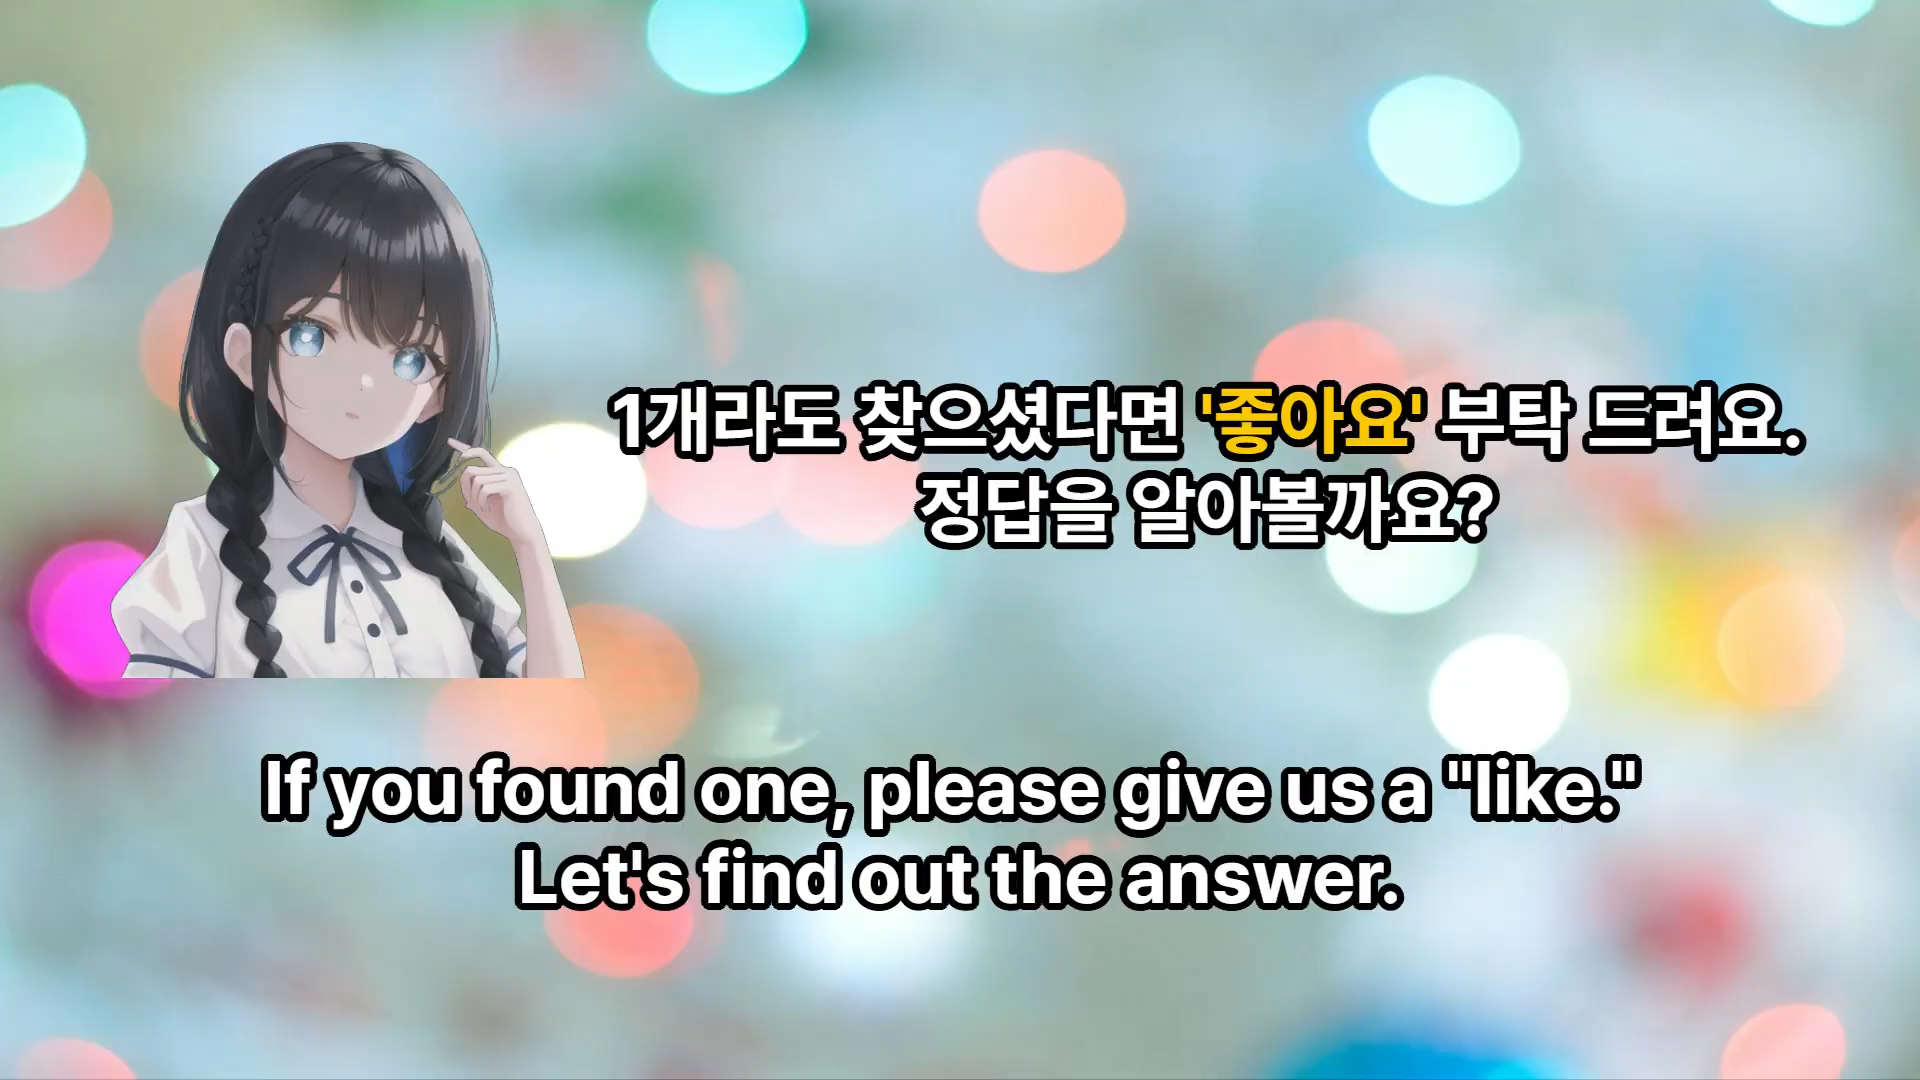 1개라도 찾으셨다면 '좋아요' 부탁 드려요.
정답을 알아볼까요?
If you found one, please give us a "like."
Let's find out the answer.